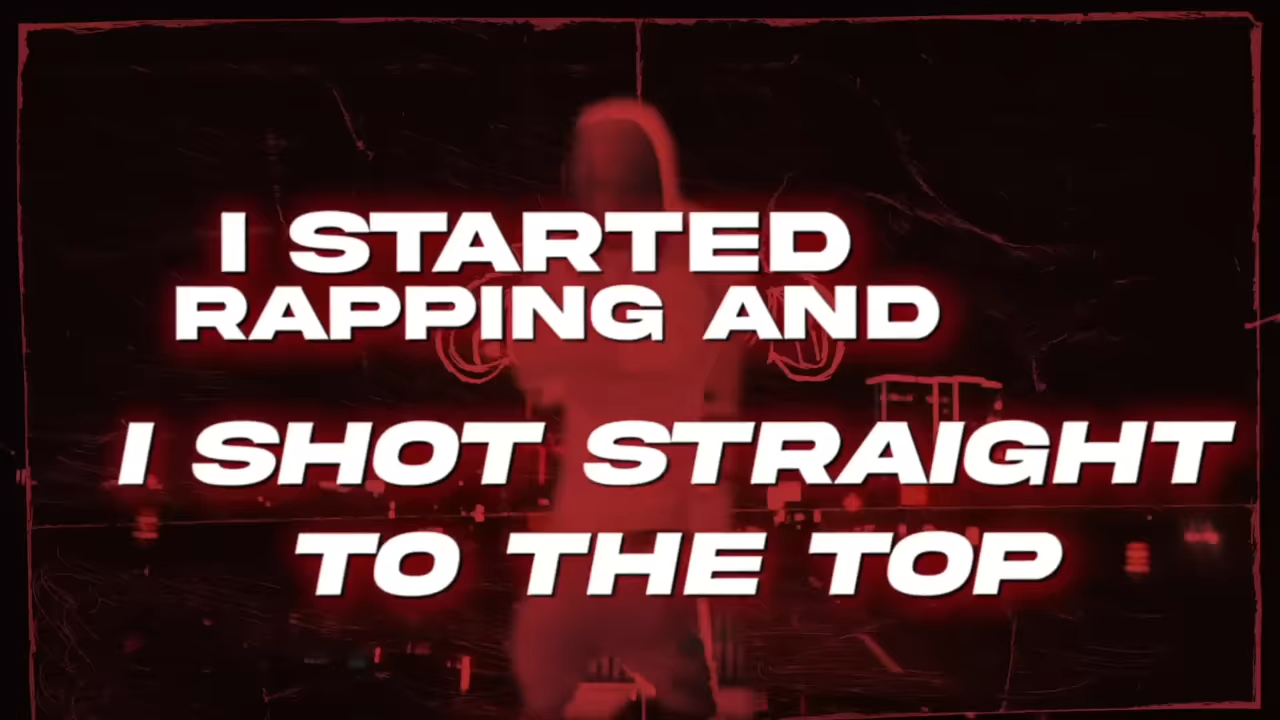 I STARTED
RAPPING AND
I SHOT STRAIGHT
TO THE TOP